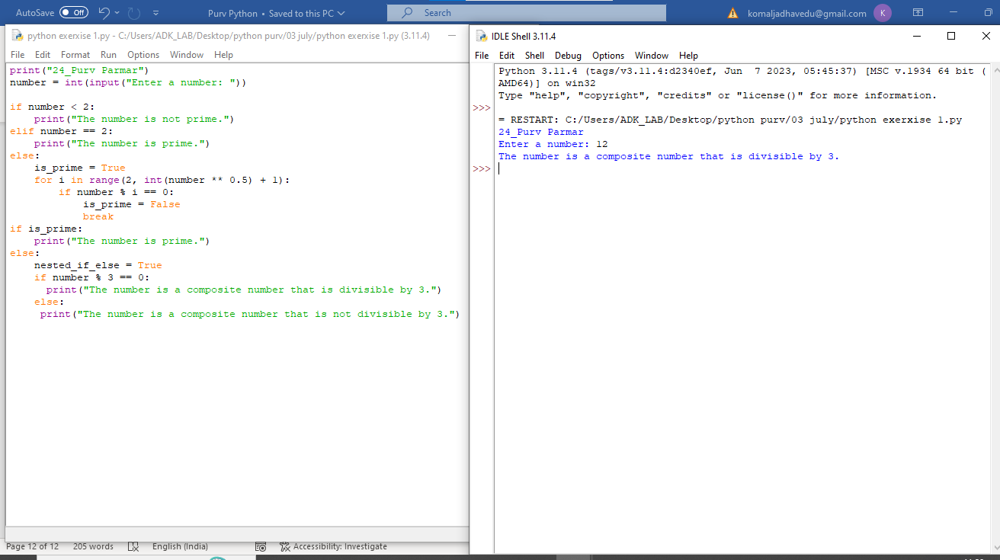 AutoSave Off Purv Python • Saved to this PC Search komaljadhavedu@gmail.com K
python exerxise 1.py - C:/Users/ADK_LAB/Desktop/python purv/03 july/python exerxise 1.py (3.11.4)
File Edit Format Run Options Window Help
print("24_Purv Parmar")
number = int(input("Enter a number: "))
if number < 2:
    print("The number is not prime.")
elif number == 2:
    print("The number is prime.")
else:
    is_prime = True
    for i in range(2, int(number ** 0.5) + 1):
        if number % i == 0:
            is_prime = False
            break
if is_prime:
    print("The number is prime.")
else:
    nested_if_else = True
    if number % 3 == 0:
      print("The number is a composite number that is divisible by 3.")
    else:
     print("The number is a composite number that is not divisible by 3.")
IDLE Shell 3.11.4
File Edit Shell Debug Options Window Help
Python 3.11.4 (tags/v3.11.4:d2340ef, Jun  7 2023, 05:45:37) [MSC v.1934 64 bit (
AMD64)] on win32
Type "help", "copyright", "credits" or "license()" for more information.
>>>
= RESTART: C:/Users/ADK_LAB/Desktop/python purv/03 july/python exerxise 1.py
24_Purv Parmar
Enter a number: 12
The number is a composite number that is divisible by 3.
>>>
Page 12 of 12 205 words English (India) Accessibility: Investigate